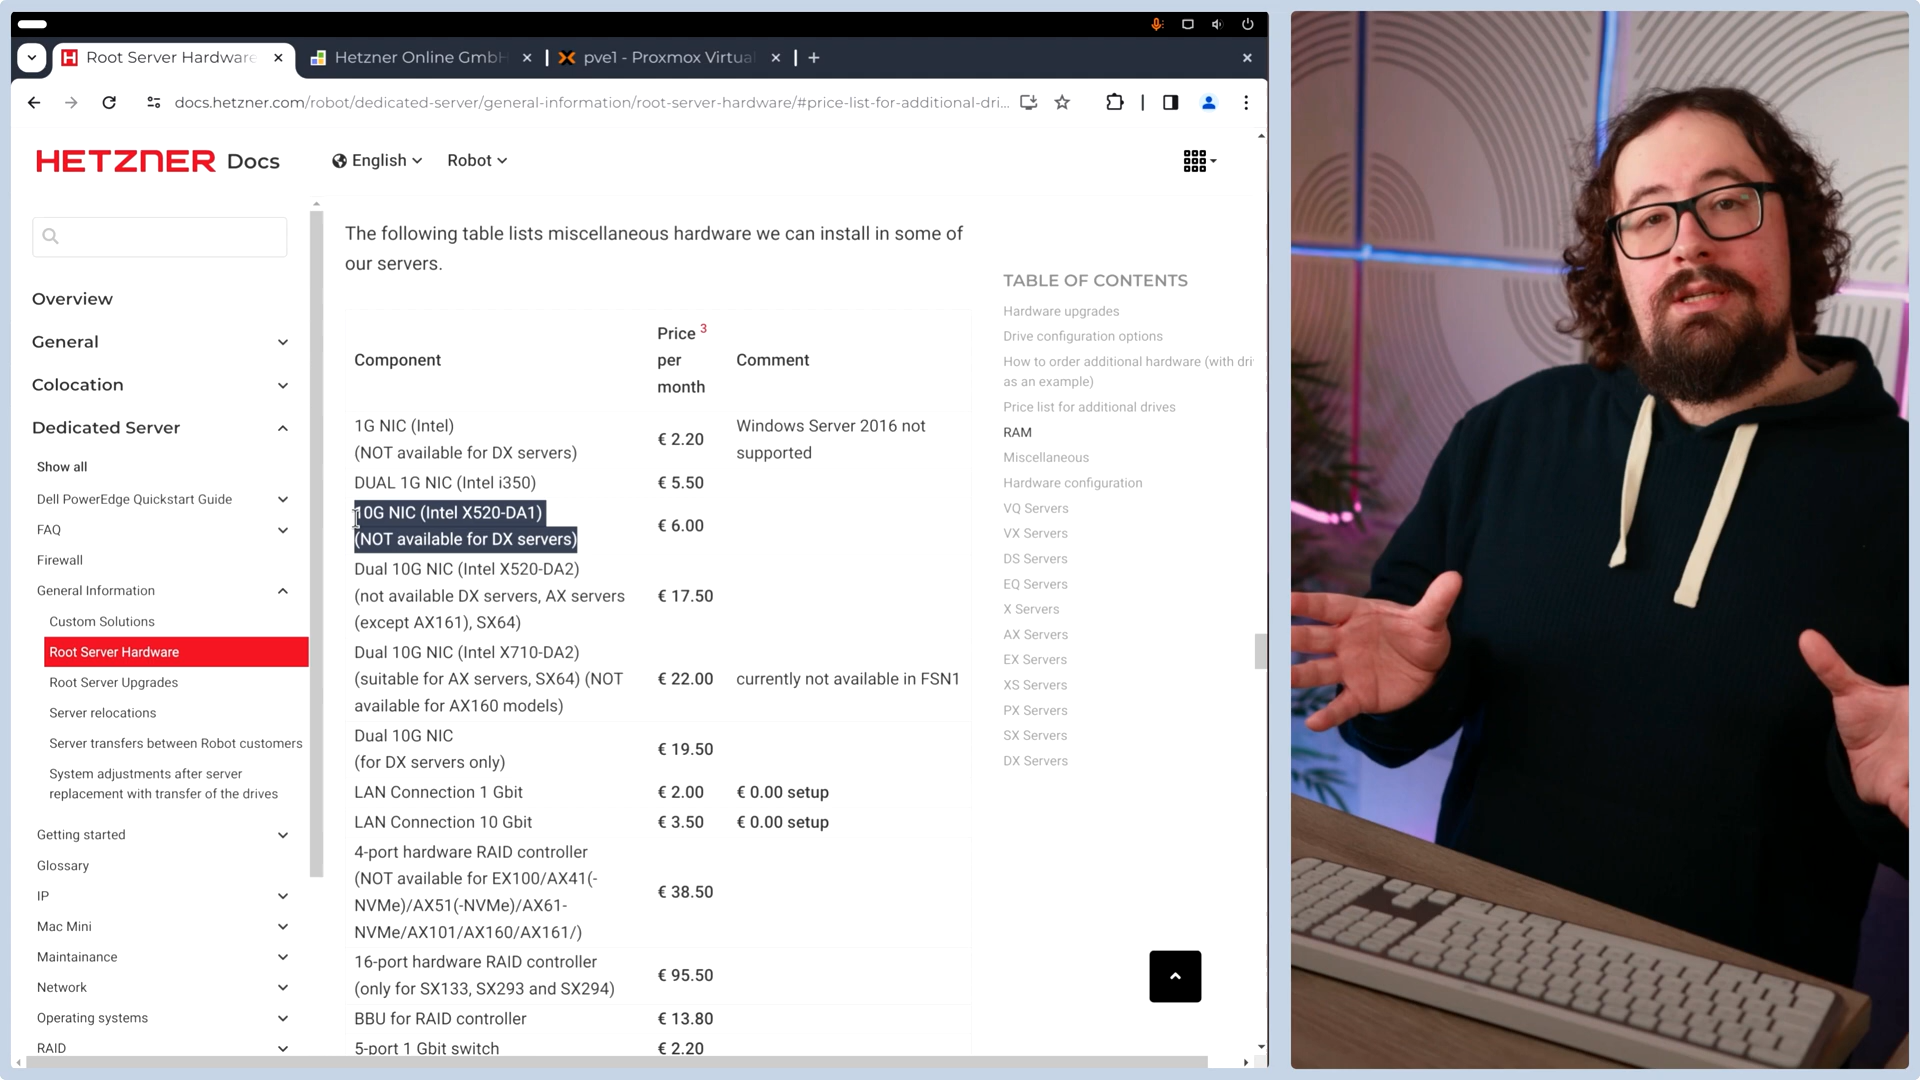 Root Server Hardware
Hetzner Online GmbH
pve1 - Proxmox Virtual
docs.hetzner.com/robot/dedicated-server/general-information/root-server-hardware/#price-list-for-additional-dri...
HETZNER Docs
English
Robot
Overview
General
Colocation
Dedicated Server
Show all
Dell PowerEdge Quickstart Guide
FAQ
Firewall
General Information
Custom Solutions
Root Server Hardware
Root Server Upgrades
Server relocations
Server transfers between Robot customers
System adjustments after server
replacement with transfer of the drives
Getting started
Glossary
IP
Mac Mini
Maintainance
Network
Operating systems
RAID
The following table lists miscellaneous hardware we can install in some of
our servers.
Component
Price 3
per
month
Comment
1G NIC (Intel)
(NOT available for DX servers)
€ 2.20
Windows Server 2016 not
supported
DUAL 1G NIC (Intel i350)
€ 5.50
10G NIC (Intel X520-DA1)
(NOT available for DX servers)
€ 6.00
Dual 10G NIC (Intel X520-DA2)
(not available DX servers, AX servers
(except AX161), SX64)
€ 17.50
Dual 10G NIC (Intel X710-DA2)
(suitable for AX servers, SX64) (NOT
available for AX160 models)
€ 22.00
currently not available in FSN1
Dual 10G NIC
(for DX servers only)
€ 19.50
LAN Connection 1 Gbit
€ 2.00
€ 0.00 setup
LAN Connection 10 Gbit
€ 3.50
€ 0.00 setup
4-port hardware RAID controller
(NOT available for EX100/AX41(-
NVMe)/AX51(-NVMe)/AX61-
NVMe/AX101/AX160/AX161/)
€ 38.50
16-port hardware RAID controller
(only for SX133, SX293 and SX294)
€ 95.50
BBU for RAID controller
€ 13.80
5-port 1 Gbit switch
€ 2.20
TABLE OF CONTENTS
Hardware upgrades
Drive configuration options
How to order additional hardware (with dri
as an example)
Price list for additional drives
RAM
Miscellaneous
Hardware configuration
VQ Servers
VX Servers
DS Servers
EQ Servers
X Servers
AX Servers
EX Servers
XS Servers
PX Servers
SX Servers
DX Servers